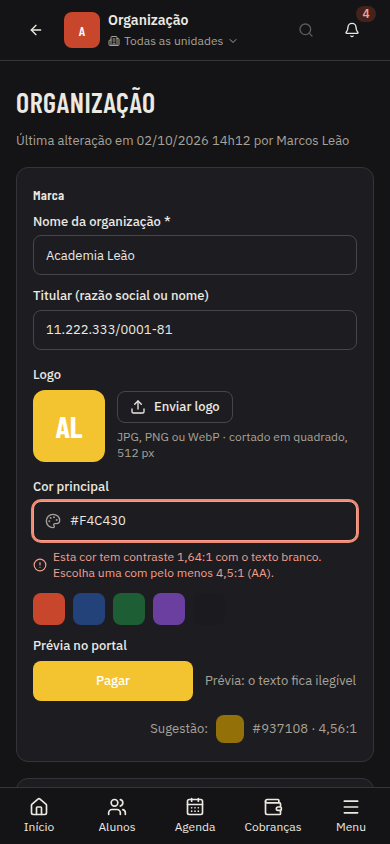 A
Organização
Todas as unidades
4
ORGANIZAÇÃO
Última alteração em 02/10/2026 14h12 por Marcos Leão
Marca
Nome da organização *
Academia Leão
Titular (razão social ou nome)
11.222.333/0001-81
Logo
AL
Enviar logo
JPG, PNG ou WebP · cortado em quadrado,
512 px
Cor principal
#F4C430
Esta cor tem contraste 1,64:1 com o texto branco.
Escolha uma com pelo menos 4,5:1 (AA).
Prévia no portal
Pagar
Prévia: o texto fica ilegível
Sugestão:
#937108 · 4,56:1
Início
Alunos
Agenda
Cobranças
Menu